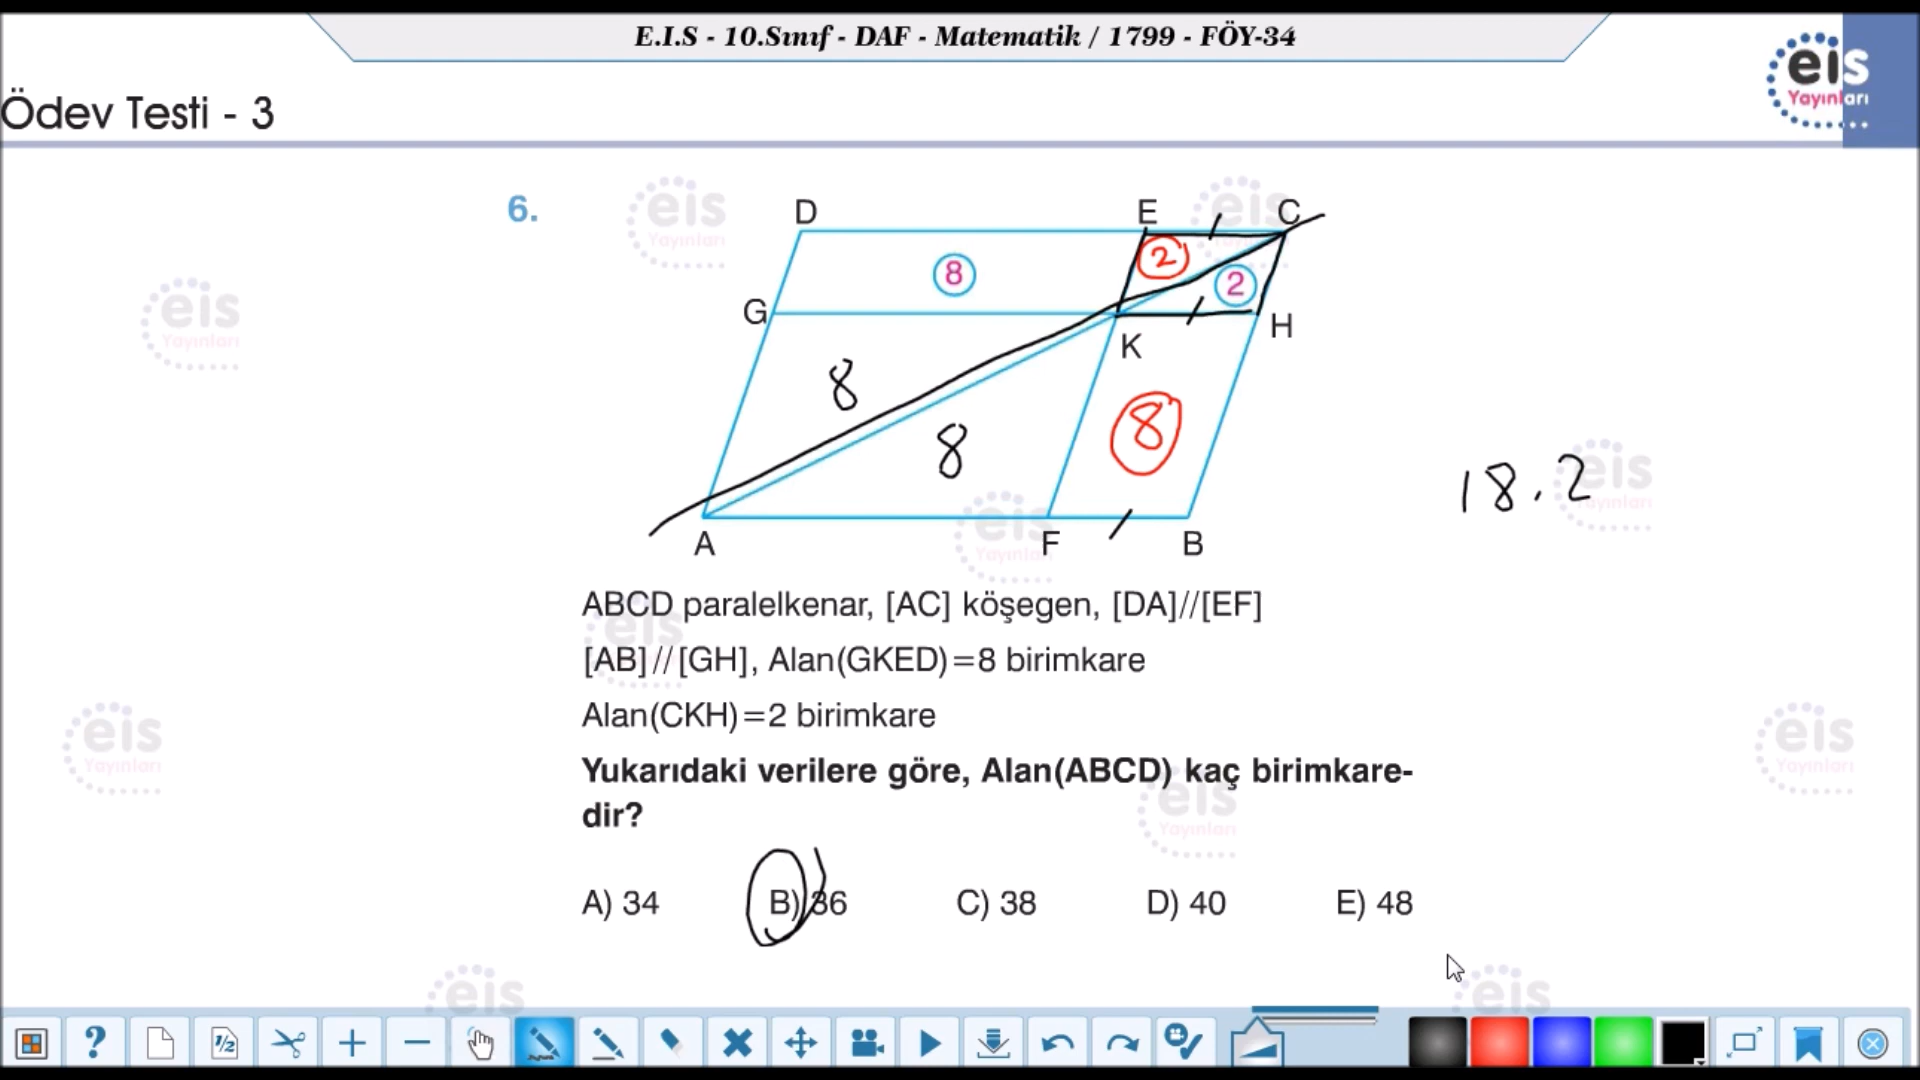 E.I.S - 10.Sınıf - DAF - Matematik / 1799 - FÖY-34
eis
Yayınları
Ödev Testi - 3
6.
D E C
8 2 2
G H
K
8 8 8
18.2
A F B
ABCD paralelkenar, [AC] köşegen, [DA]//[EF]
[AB]//[GH], Alan(GKED)=8 birimkare
Alan(CKH)=2 birimkare
Yukarıdaki verilere göre, Alan(ABCD) kaç birimkare-
dir?
A) 34 B) 36 C) 38 D) 40 E) 48